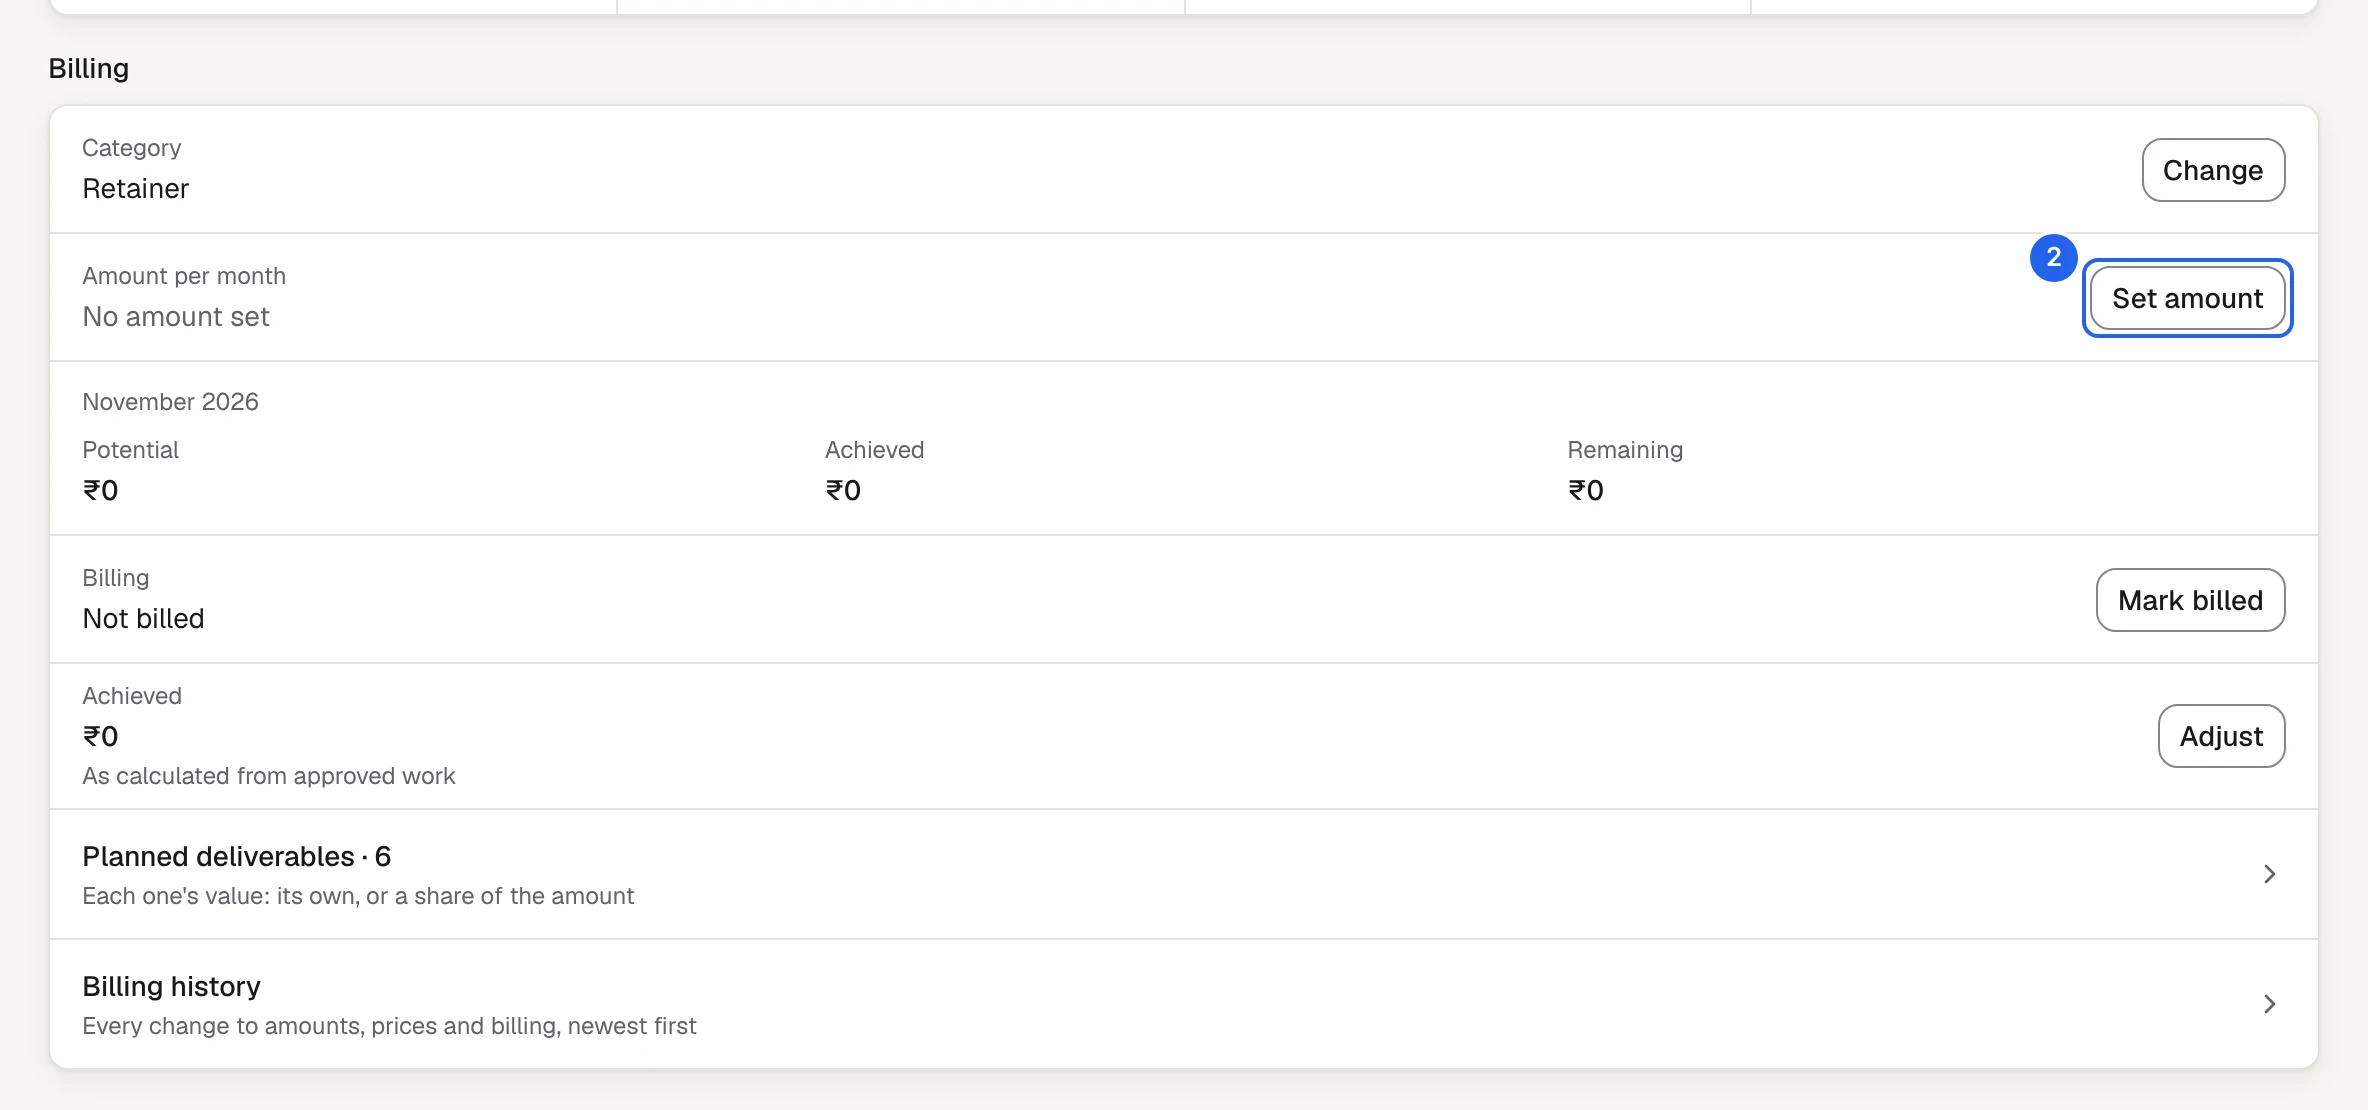 Billing
Category
Retainer
Change
Amount per month
No amount set
2
Set amount
November 2026
Potential
Achieved
Remaining
₹0
₹0
₹0
Billing
Not billed
Mark billed
Achieved
₹0
As calculated from approved work
Adjust
Planned deliverables · 6
Each one's value: its own, or a share of the amount
Billing history
Every change to amounts, prices and billing, newest first